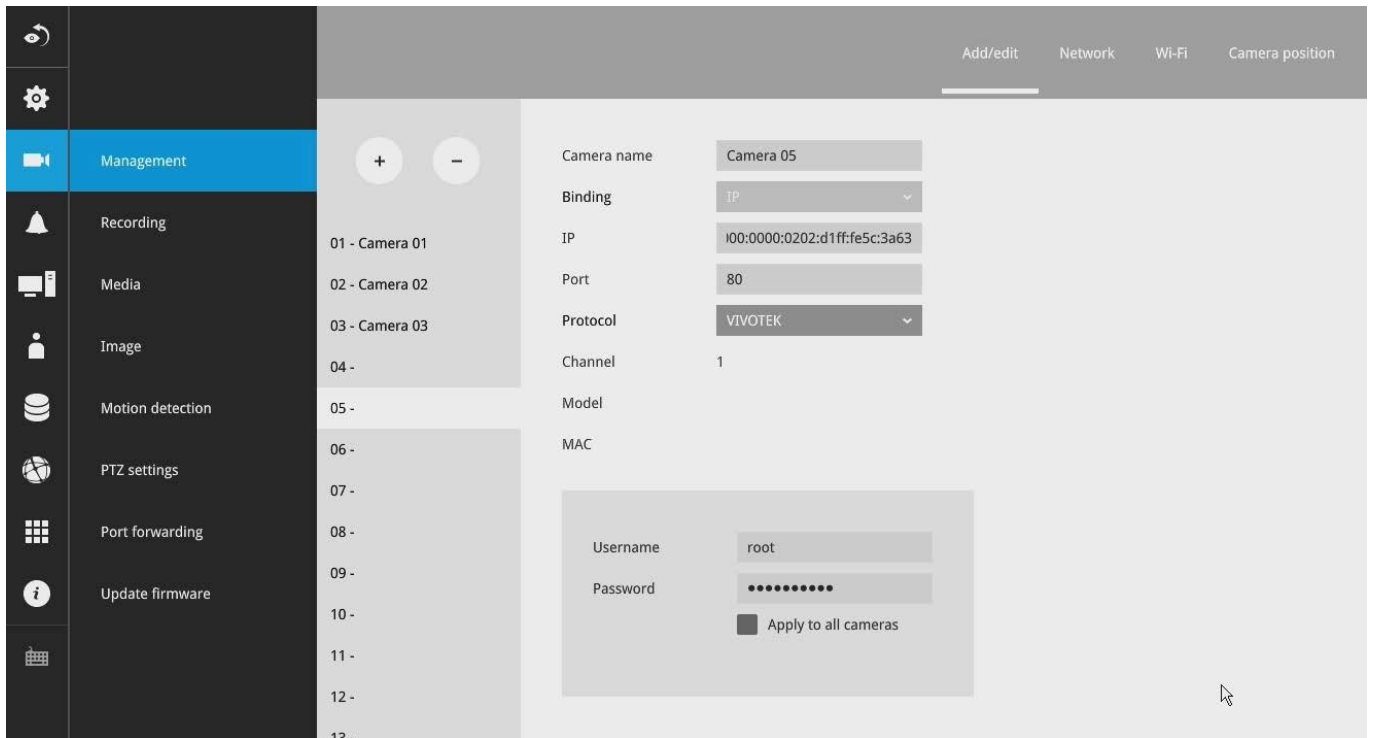 Add/edit Network Wi-Fi Camera position
Management
Recording
Media
Image
Motion detection
PTZ settings
Port forwarding
Update firmware
+ −
01 - Camera 01
02 - Camera 02
03 - Camera 03
04 -
05 -
06 -
07 -
08 -
09 -
10 -
11 -
12 -
Camera name Camera 05
Binding IP
IP 00:0000:0202:d1ff:fe5c:3a63
Port 80
Protocol VIVOTEK
Channel 1
Model
MAC
Username root
Password ••••••••••
Apply to all cameras